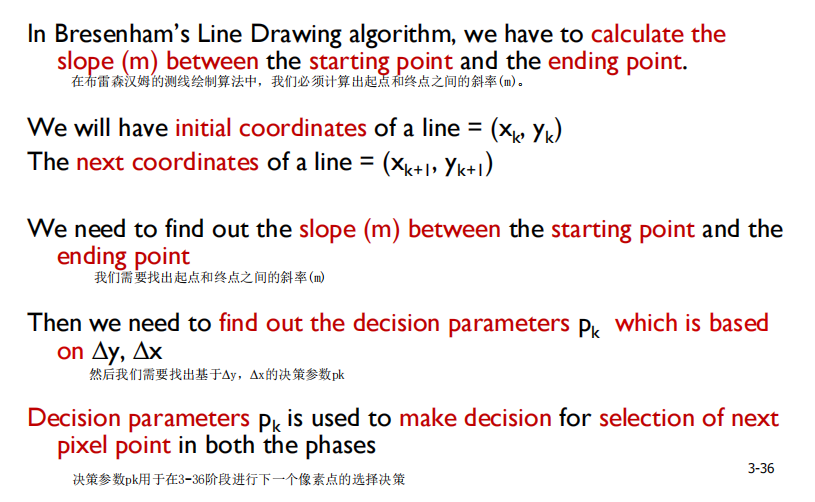 In Bresenham's Line Drawing algorithm, we have to calculate the
slope (m) between the starting point and the ending point.
在布雷森汉姆的测线绘制算法中，我们必须计算出起点和终点之间的斜率(m)。
We will have initial coordinates of a line = (xk, yk)
The next coordinates of a line = (xk+1, yk+1)
We need to find out the slope (m) between the starting point and the
ending point
我们需要找出起点和终点之间的斜率(m)
Then we need to find out the decision parameters pk which is based
on Δy, Δx
然后我们需要找出基于Δy，Δx的决策参数pk
Decision parameters pk is used to make decision for selection of next
pixel point in both the phases
3-36
决策参数pk用于在3-36阶段进行下一个像素点的选择决策